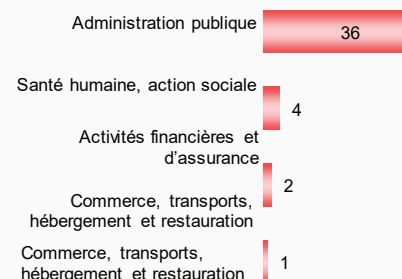 Administration publique
36
Santé humaine, action sociale
4
Activités financières et
d’assurance
2
Commerce, transports,
hébergement et restauration
Commerce, transports,
hébergement et restauration
1